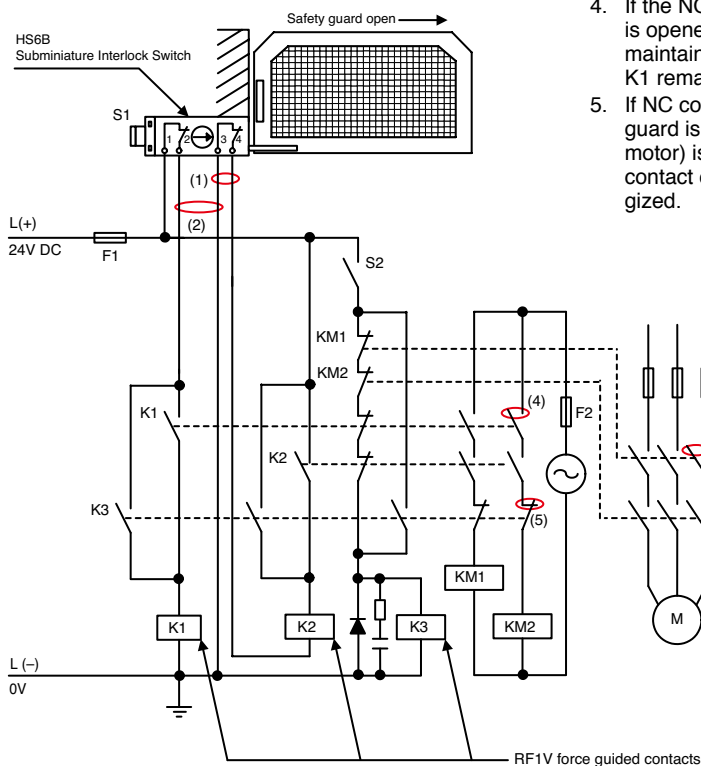 Safety guard open
HS6B
Subminiature Interlock Switch
S1
1 2 3 4
(1)
(2)
L(+)
24V DC
F1
S2
KM1
KM2
K1
(4)
F2
K2
K3
(5)
KM1
K1
K2
K3
KM2
M
L (–)
0V
RF1V force guided contacts
4. If the NC
is opene
maintain
K1 rema
5. If NC co
guard is
motor) is
contact
gized.